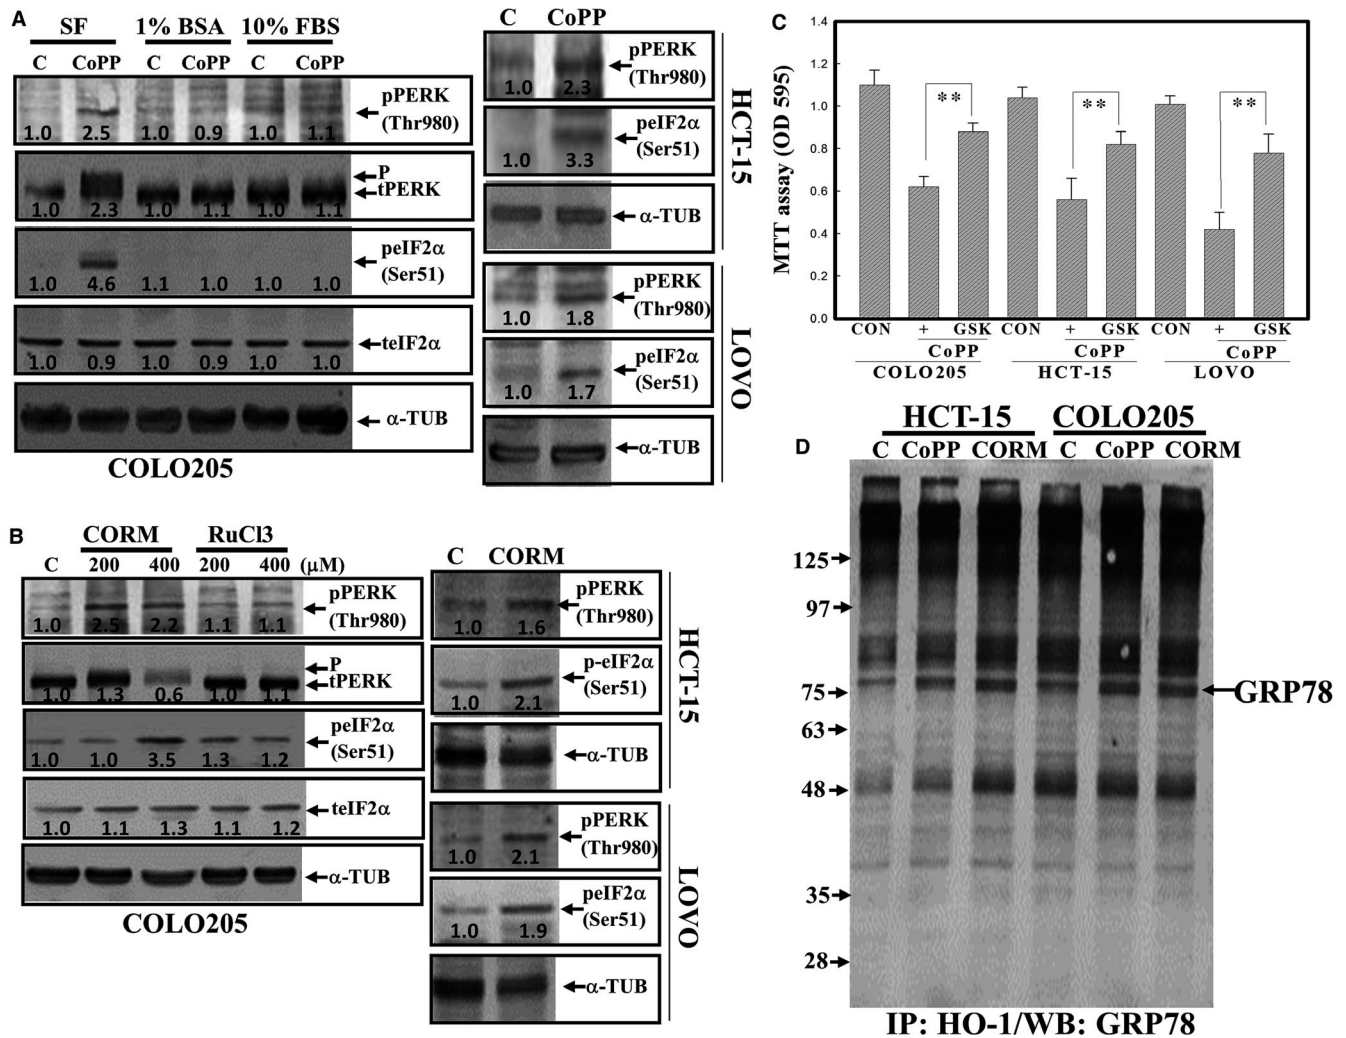 A
SF 1% BSA 10% FBS
C CoPP C CoPP C CoPP
pPERK
(Thr980)
1.0 2.5 1.0 0.9 1.0 1.1
P
tPERK
1.0 2.3 1.0 1.1 1.0 1.1
peIF2α
(Ser51)
1.0 4.6 1.1 1.0 1.0 1.0
teIF2α
1.0 0.9 1.0 0.9 1.0 1.0
α-TUB
COLO205
C CoPP
pPERK
(Thr980)
1.0 2.3
peIF2α
(Ser51)
1.0 3.3
α-TUB
HCT-15
pPERK
(Thr980)
1.0 1.8
peIF2α
(Ser51)
1.0 1.7
α-TUB
LOVO
B
CORM RuCl3
C 200 400 200 400 (μM)
pPERK
(Thr980)
1.0 2.5 2.2 1.1 1.1
P
tPERK
1.0 1.3 0.6 1.0 1.1
peIF2α
(Ser51)
1.0 1.0 3.5 1.3 1.2
teIF2α
1.0 1.1 1.3 1.1 1.2
α-TUB
COLO205
C CORM
pPERK
(Thr980)
1.0 1.6
p-eIF2α
(Ser51)
1.0 2.1
α-TUB
HCT-15
pPERK
(Thr980)
1.0 2.1
peIF2α
(Ser51)
1.0 1.9
α-TUB
LOVO
C
MTT assay (OD 595)
1.4
1.2
1.0
0.8
0.6
0.4
0.2
0.0
** ** **
CON + GSK CON + GSK CON + GSK
CoPP CoPP CoPP
COLO205 HCT-15 LOVO
D
HCT-15 COLO205
C CoPP CORM C CoPP CORM
125
97
75
63
48
35
28
GRP78
IP: HO-1/WB: GRP78